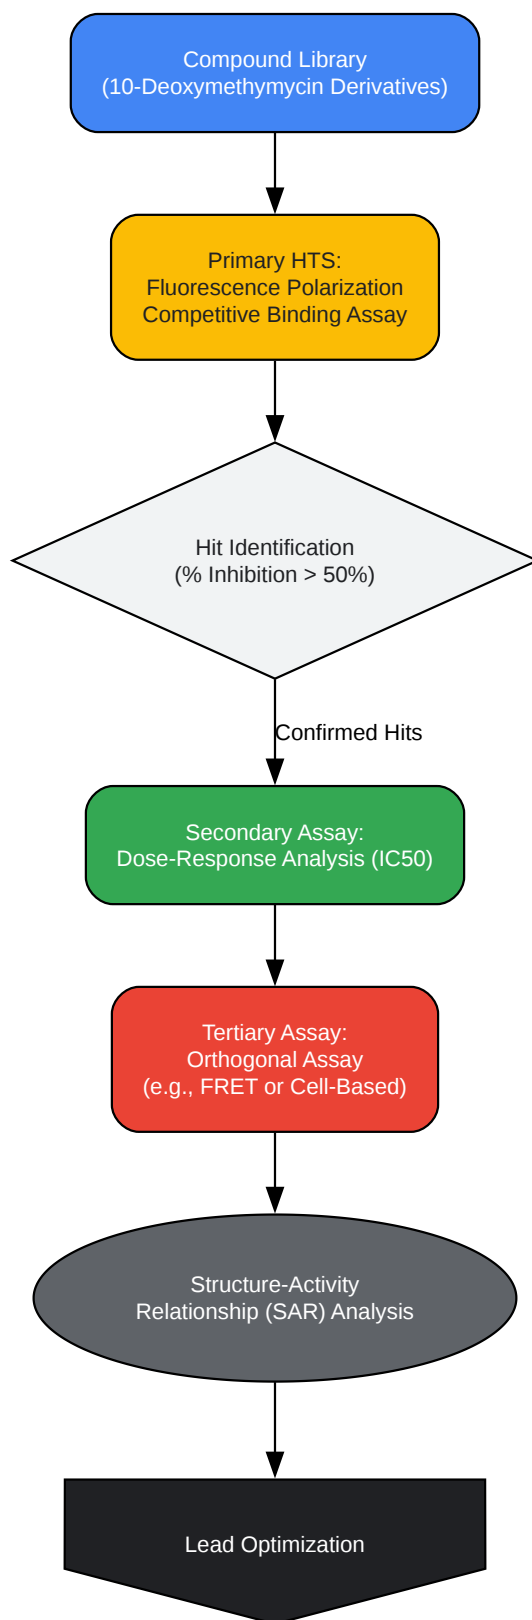 Compound Library
(10-Deoxymethymycin Derivatives)
Primary HTS:
Fluorescence Polarization
Competitive Binding Assay
Hit Identification
(% Inhibition > 50%)
Confirmed Hits
Secondary Assay:
Dose-Response Analysis (IC50)
Tertiary Assay:
Orthogonal Assay
(e.g., FRET or Cell-Based)
Structure-Activity
Relationship (SAR) Analysis
Lead Optimization